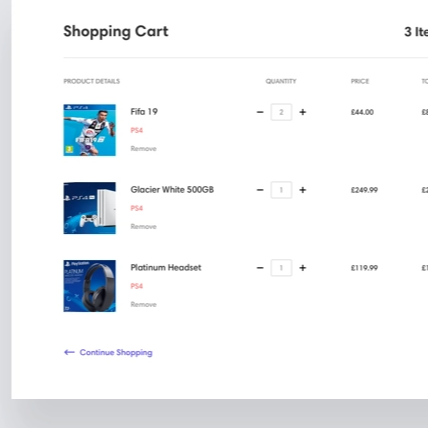 Shopping Cart
3 Ite
PRODUCT DETAILS
QUANTITY
PRICE
Fifa 19
− 2 +
£44.00
PS4
Remove
Glacier White 500GB
− 1 +
£249.99
PS4
Remove
Platinum Headset
− 1 +
£119.99
PS4
Remove
← Continue Shopping